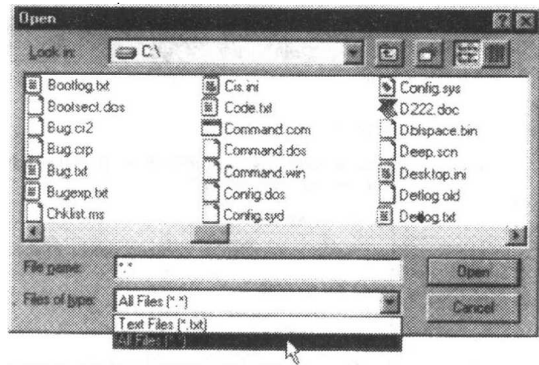 Open
Look in: C:\
Bootlog.txt
Bootsect.dos
Bug.cr2
Bug.crp
Bug.txt
Bugexp.txt
Chklist.ms
Cis.ini
Code.txt
Command.com
Command.dos
Command.win
Config.dos
Config.syd
Config.sys
D222.doc
Dblspace.bin
Deep.scn
Desktop.ini
Detlog.old
Detlog.txt
File name: *.*
Open
Files of type: All Files (*.*)
Cancel
Text Files (*.txt)
All Files (*.*)